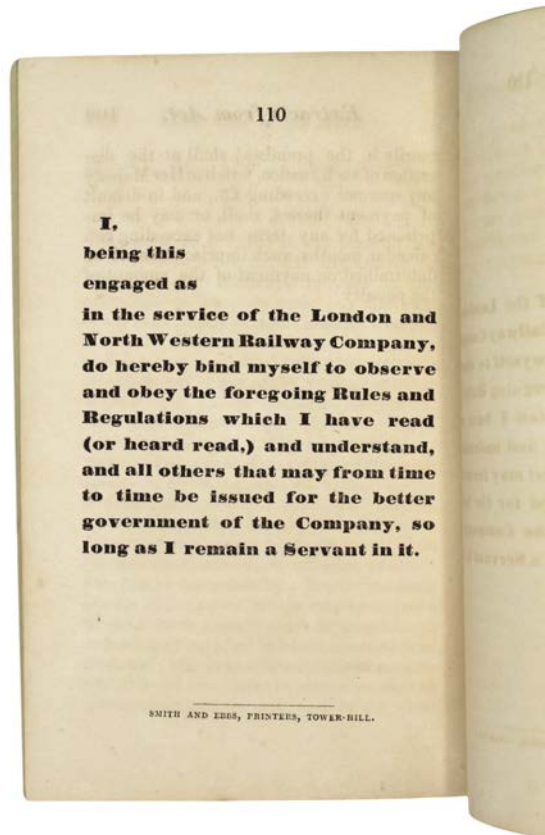 110
I,
being this
engaged as
in the service of the London and
North Western Railway Company,
do hereby bind myself to observe
and obey the foregoing Rules and
Regulations which I have read
(or heard read,) and understand,
and all others that may from time
to time be issued for the better
government of the Company, so
long as I remain a Servant in it.
SMITH AND EBBS, PRINTERS, TOWER-HILL.